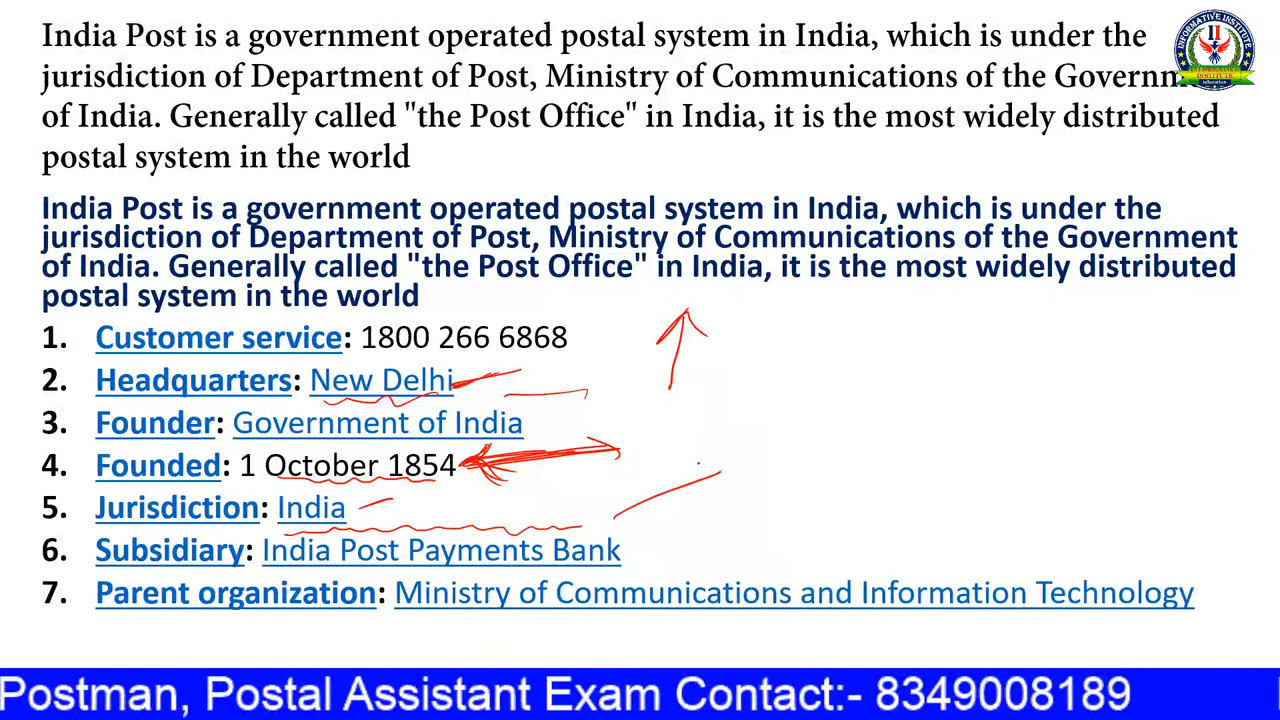 India Post is a government operated postal system in India, which is under the
jurisdiction of Department of Post, Ministry of Communications of the Governm
of India. Generally called "the Post Office" in India, it is the most widely distributed
postal system in the world
India Post is a government operated postal system in India, which is under the
jurisdiction of Department of Post, Ministry of Communications of the Government
of India. Generally called "the Post Office" in India, it is the most widely distributed
postal system in the world
1. Customer service: 1800 266 6868
2. Headquarters: New Delhi
3. Founder: Government of India
4. Founded: 1 October 1854
5. Jurisdiction: India
6. Subsidiary: India Post Payments Bank
7. Parent organization: Ministry of Communications and Information Technology
Postman, Postal Assistant Exam Contact:- 8349008189
INFORMATIVE INSTITUTE